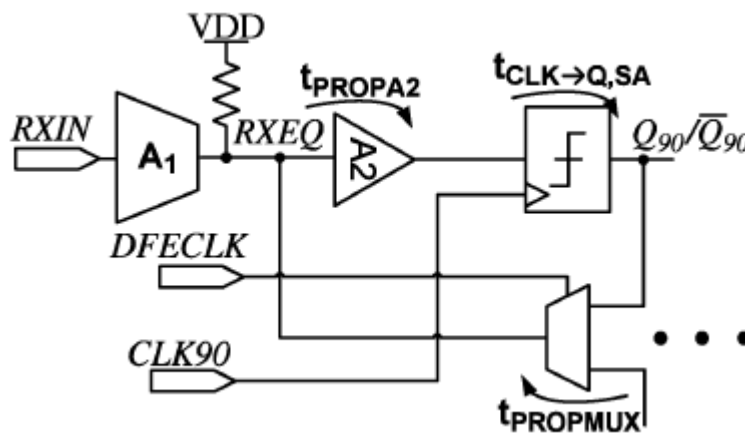 VDD
tPROPA2
tCLK→Q,SA
RXIN
A1
RXEQ
A2
Q90/Q̅90
DFECLK
CLK90
tPROPMUX